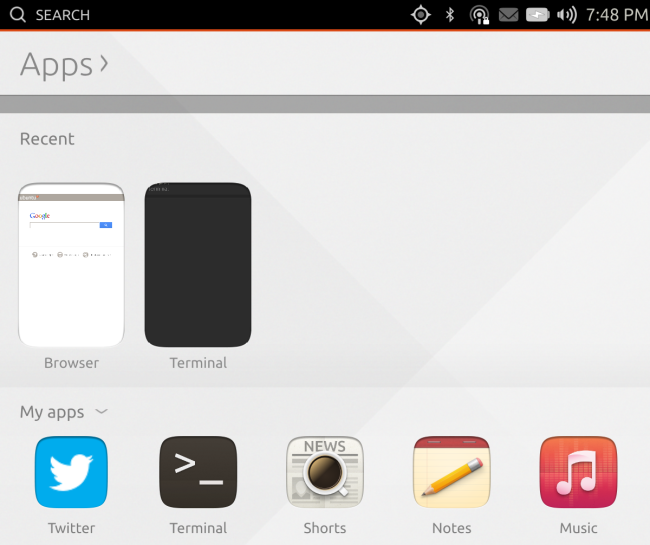 SEARCH 7:48 PM
Apps
Recent
Google
Browser Terminal
My apps
NEWS
Twitter Terminal Shorts Notes Music